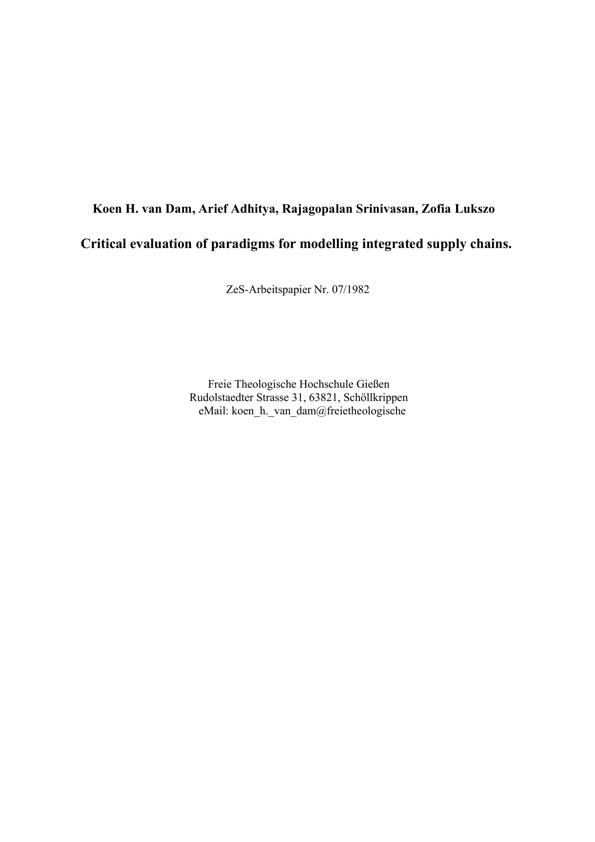 Koen H. van Dam, Arief Adhitya, Rajagopalan Srinivasan, Zofia Lukszo
Critical evaluation of paradigms for modelling integrated supply chains.
ZeS-Arbeitspapier Nr. 07/1982
Freie Theologische Hochschule Gießen
Rudolstaedter Strasse 31, 63821, Schöllkrippen
eMail: koen_h._van_dam@freietheologische